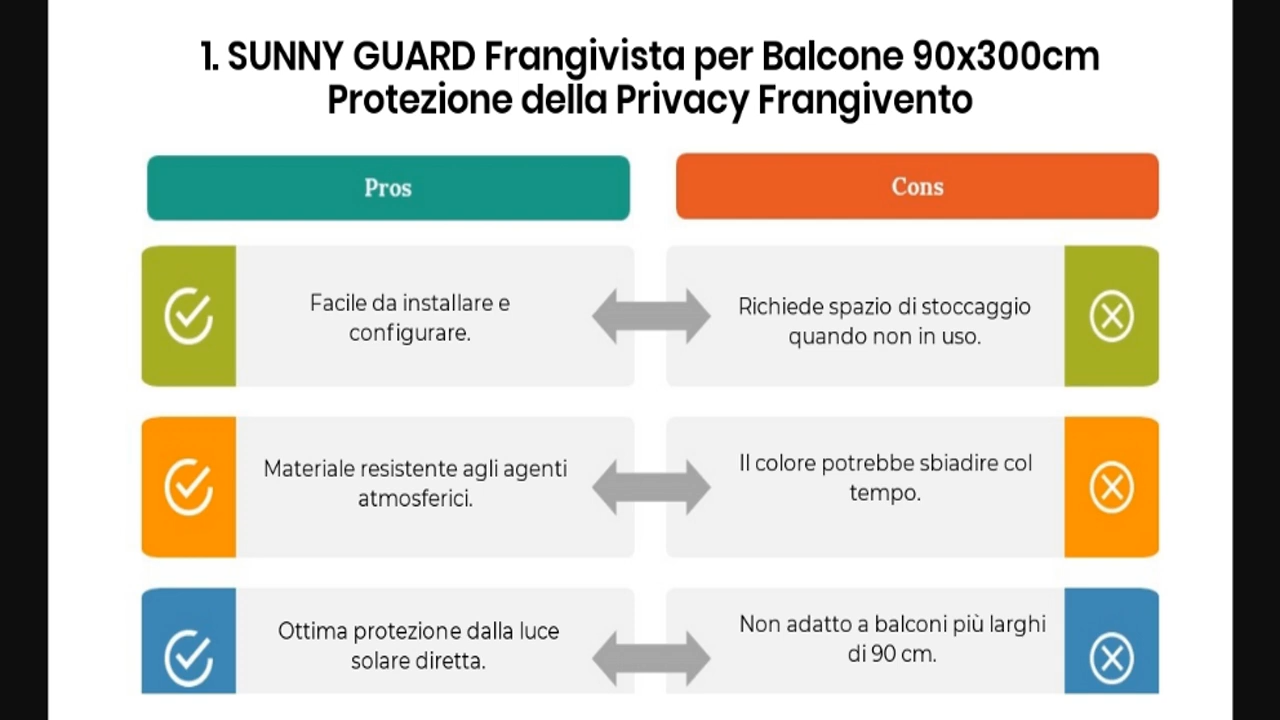 1. SUNNY GUARD Frangivista per Balcone 90x300cm
Protezione della Privacy Frangivento
Pros
Cons
Facile da installare e
configurare.
Richiede spazio di stoccaggio
quando non in uso.
Materiale resistente agli agenti
atmosferici.
Il colore potrebbe sbiadire col
tempo.
Ottima protezione dalla luce
solare diretta.
Non adatto a balconi più larghi
di 90 cm.